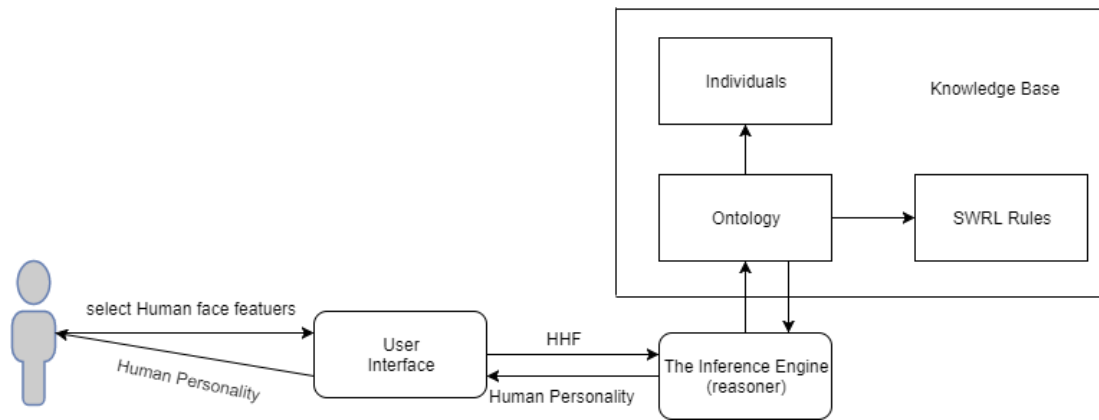 Individuals
Knowledge Base
Ontology
SWRL Rules
select Human face featuers
User
Interface
HHF
The Inference Engine
(reasoner)
Human Personality
Human Personality